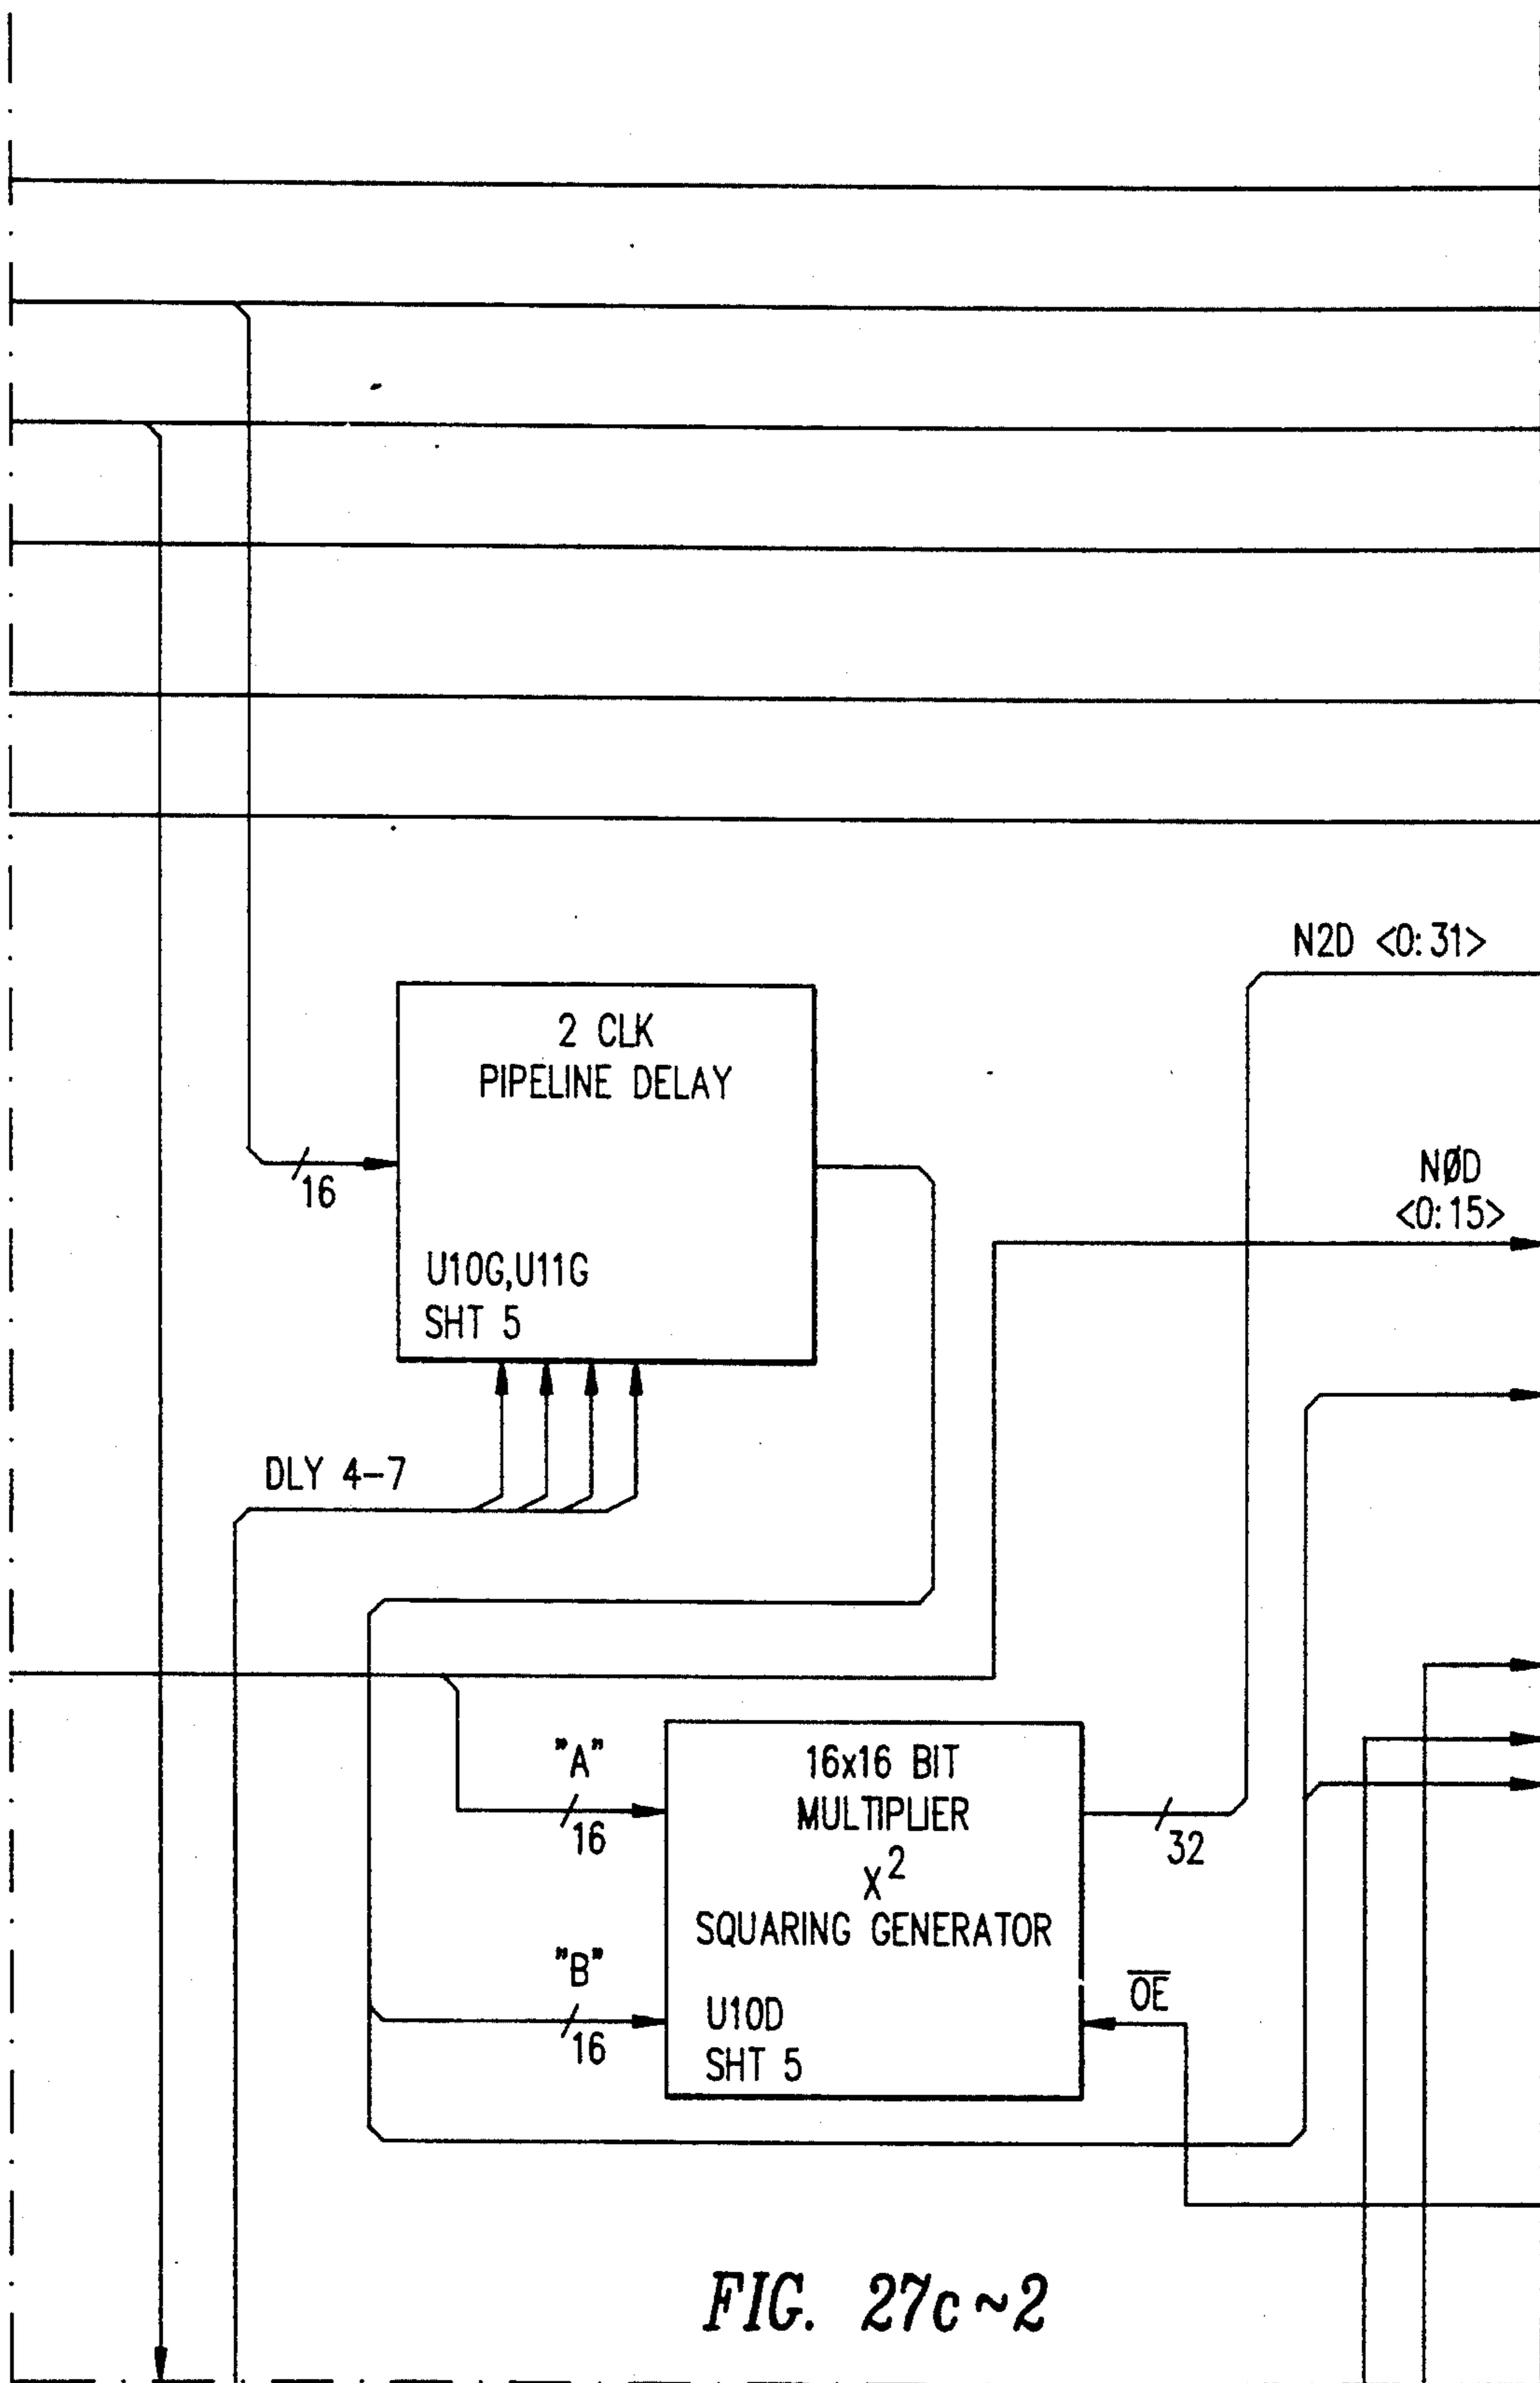 N2D <0:31>
2 CLK
PIPELINE DELAY
16
NØD
<0:15>
U10G,U11G
SHT 5
DLY 4-7
"A"
16
16x16 BIT
MULTIPLIER
X²
SQUARING GENERATOR
32
"B"
16
U10D
SHT 5
O̅E̅
FIG. 27c~2